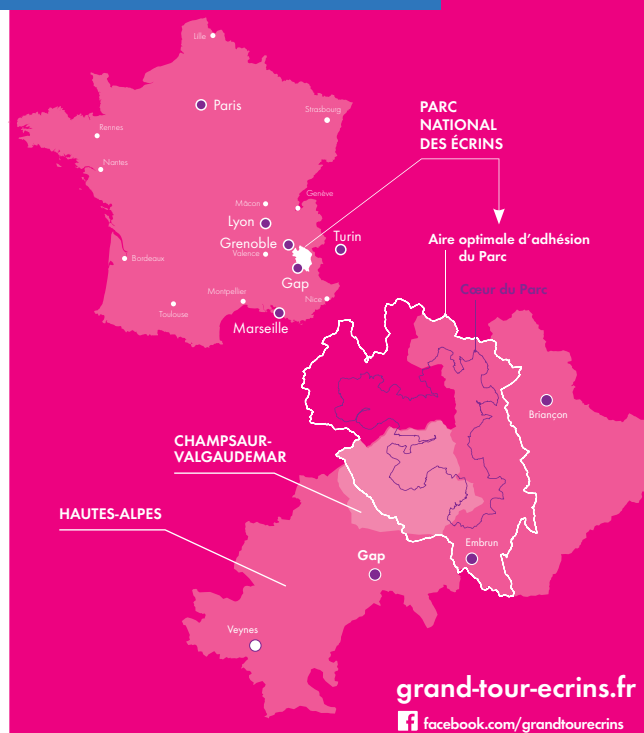 Lille
Paris
Strasbourg
Rennes
Nantes
Mâcon
Genève
Lyon
Grenoble
Turin
Valence
Bordeaux
Gap
Montpellier
Nice
Toulouse
Marseille
PARC
NATIONAL
DES ÉCRINS
Aire optimale d'adhésion
du Parc
Cœur du Parc
Briançon
CHAMPSAUR-
VALGAUDEMAR
HAUTES-ALPES
Embrun
Gap
Veynes
grand-tour-ecrins.fr
facebook.com/grandtourecrins